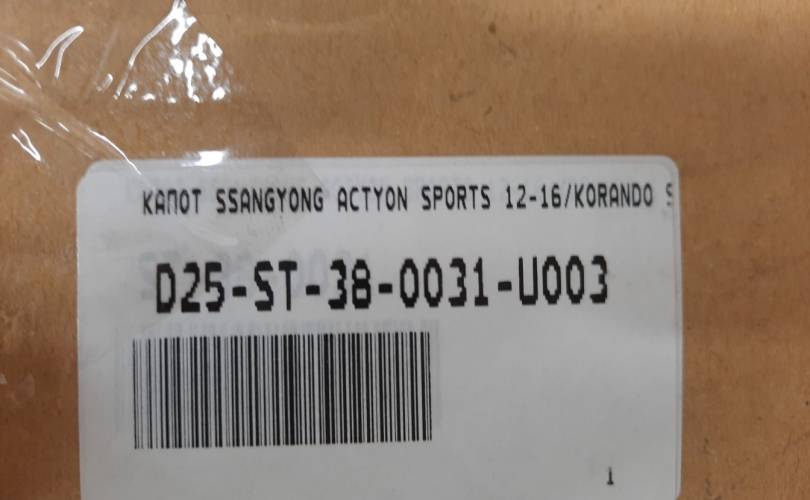 КАПОТ SSANGYONG ACTYON SPORTS 12-16/KORANDO S
D25-ST-38-0031-U003
1